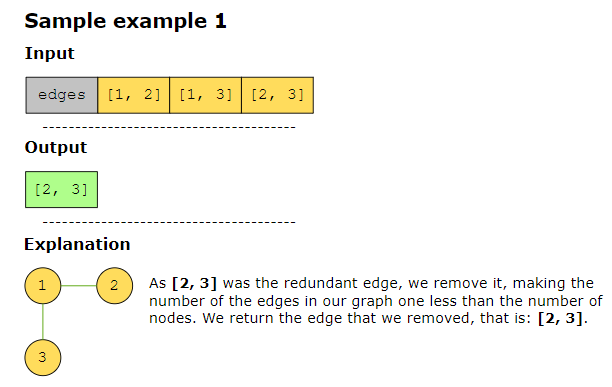 Sample example 1
Input
edges [1, 2] [1, 3] [2, 3]
--------------------------------------
Output
[2, 3]
--------------------------------------
Explanation
1 2
3
As [2, 3] was the redundant edge, we remove it, making the
number of the edges in our graph one less than the number of
nodes. We return the edge that we removed, that is: [2, 3].